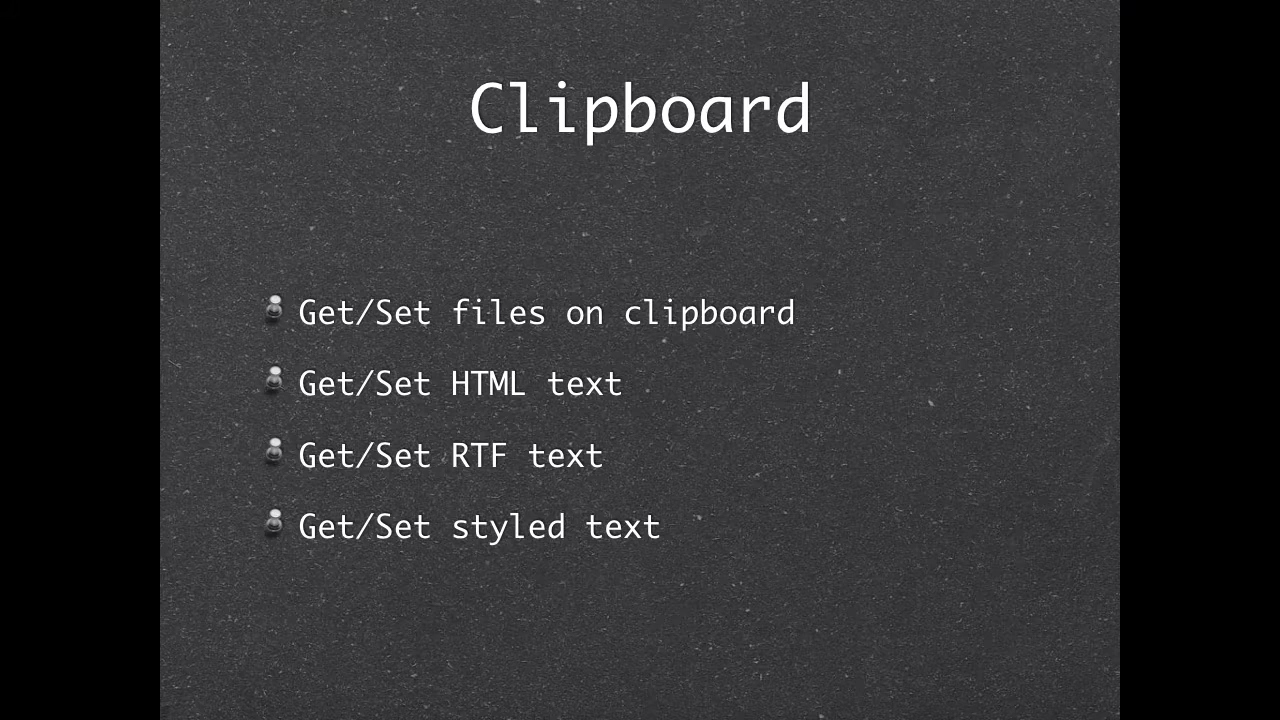 Clipboard
Get/Set files on clipboard
Get/Set HTML text
Get/Set RTF text
Get/Set styled text